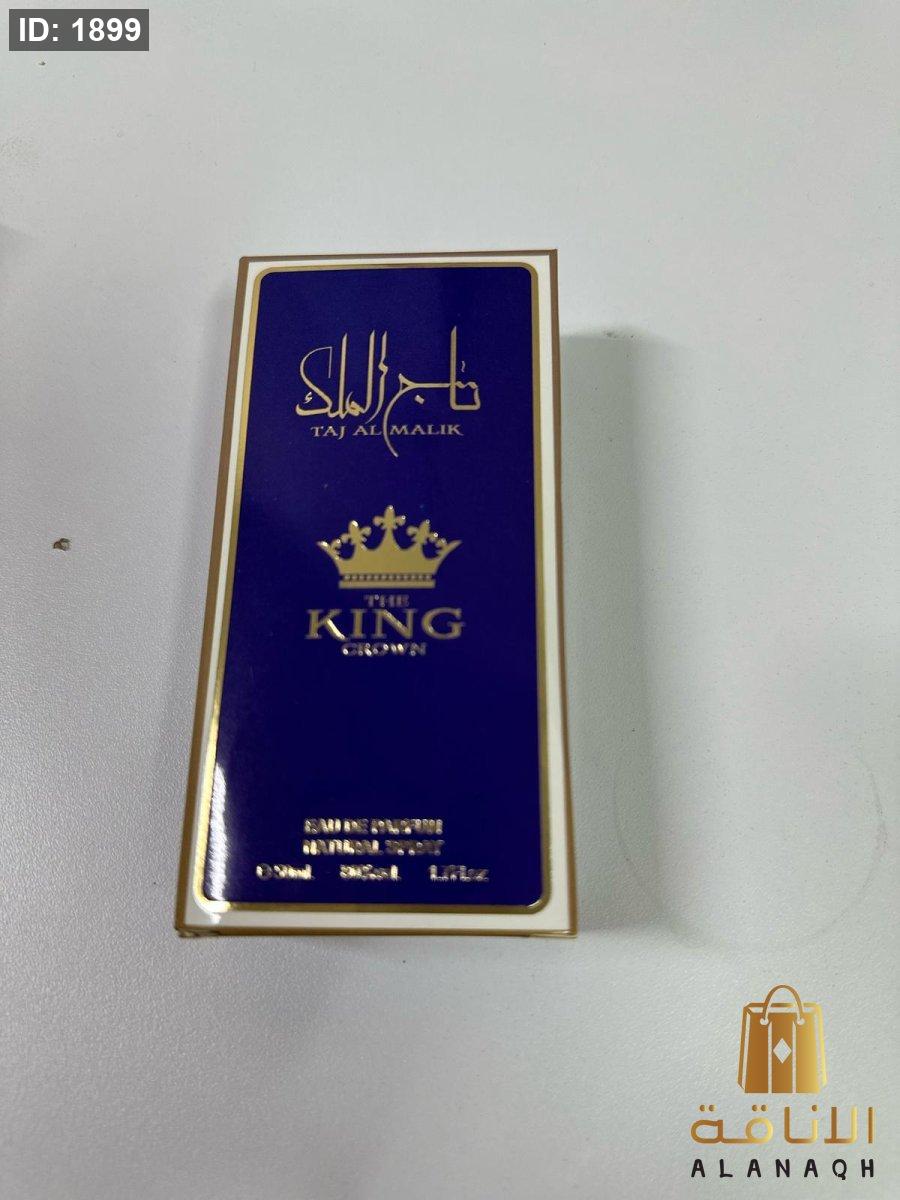 ID: 1899
تاج الملك
TAJ AL MALIK
THE
KING
CROWN
EAU DE PARFUM
NATURAL SPRAY
الاناقة
ALANAQH